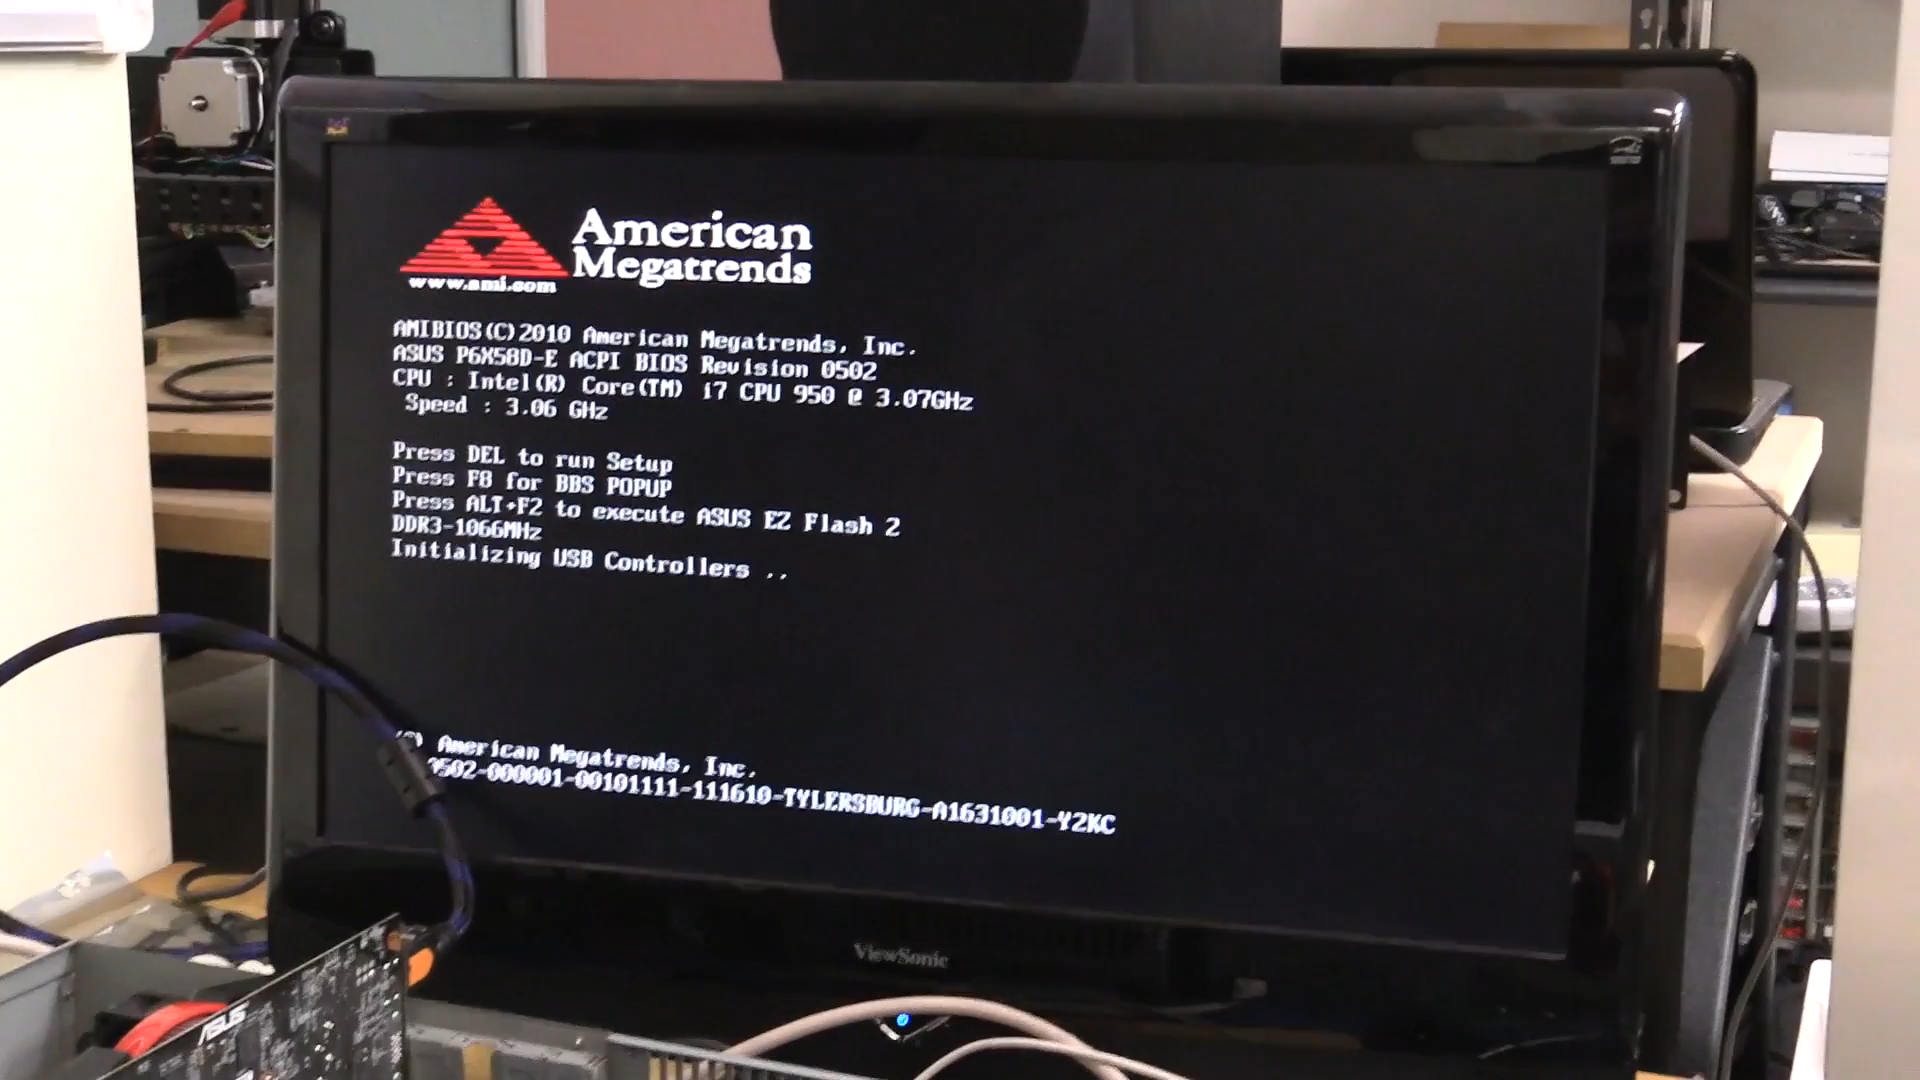 American
Megatrends
www.ami.com
AMIBIOS(C)2010 American Megatrends, Inc.
ASUS P6X58D-E ACPI BIOS Revision 0502
CPU : Intel(R) Core(TM) i7 CPU 950 @ 3.07GHz
Speed : 3.06 GHz
Press DEL to run Setup
Press F8 for BBS POPUP
Press ALT+F2 to execute ASUS EZ Flash 2
DDR3-1066MHz
Initializing USB Controllers ..
(C) American Megatrends, Inc.
0502-000001-00101111-111610-TYLERSBURG-A1631001-Y2KC
ViewSonic
ASUS